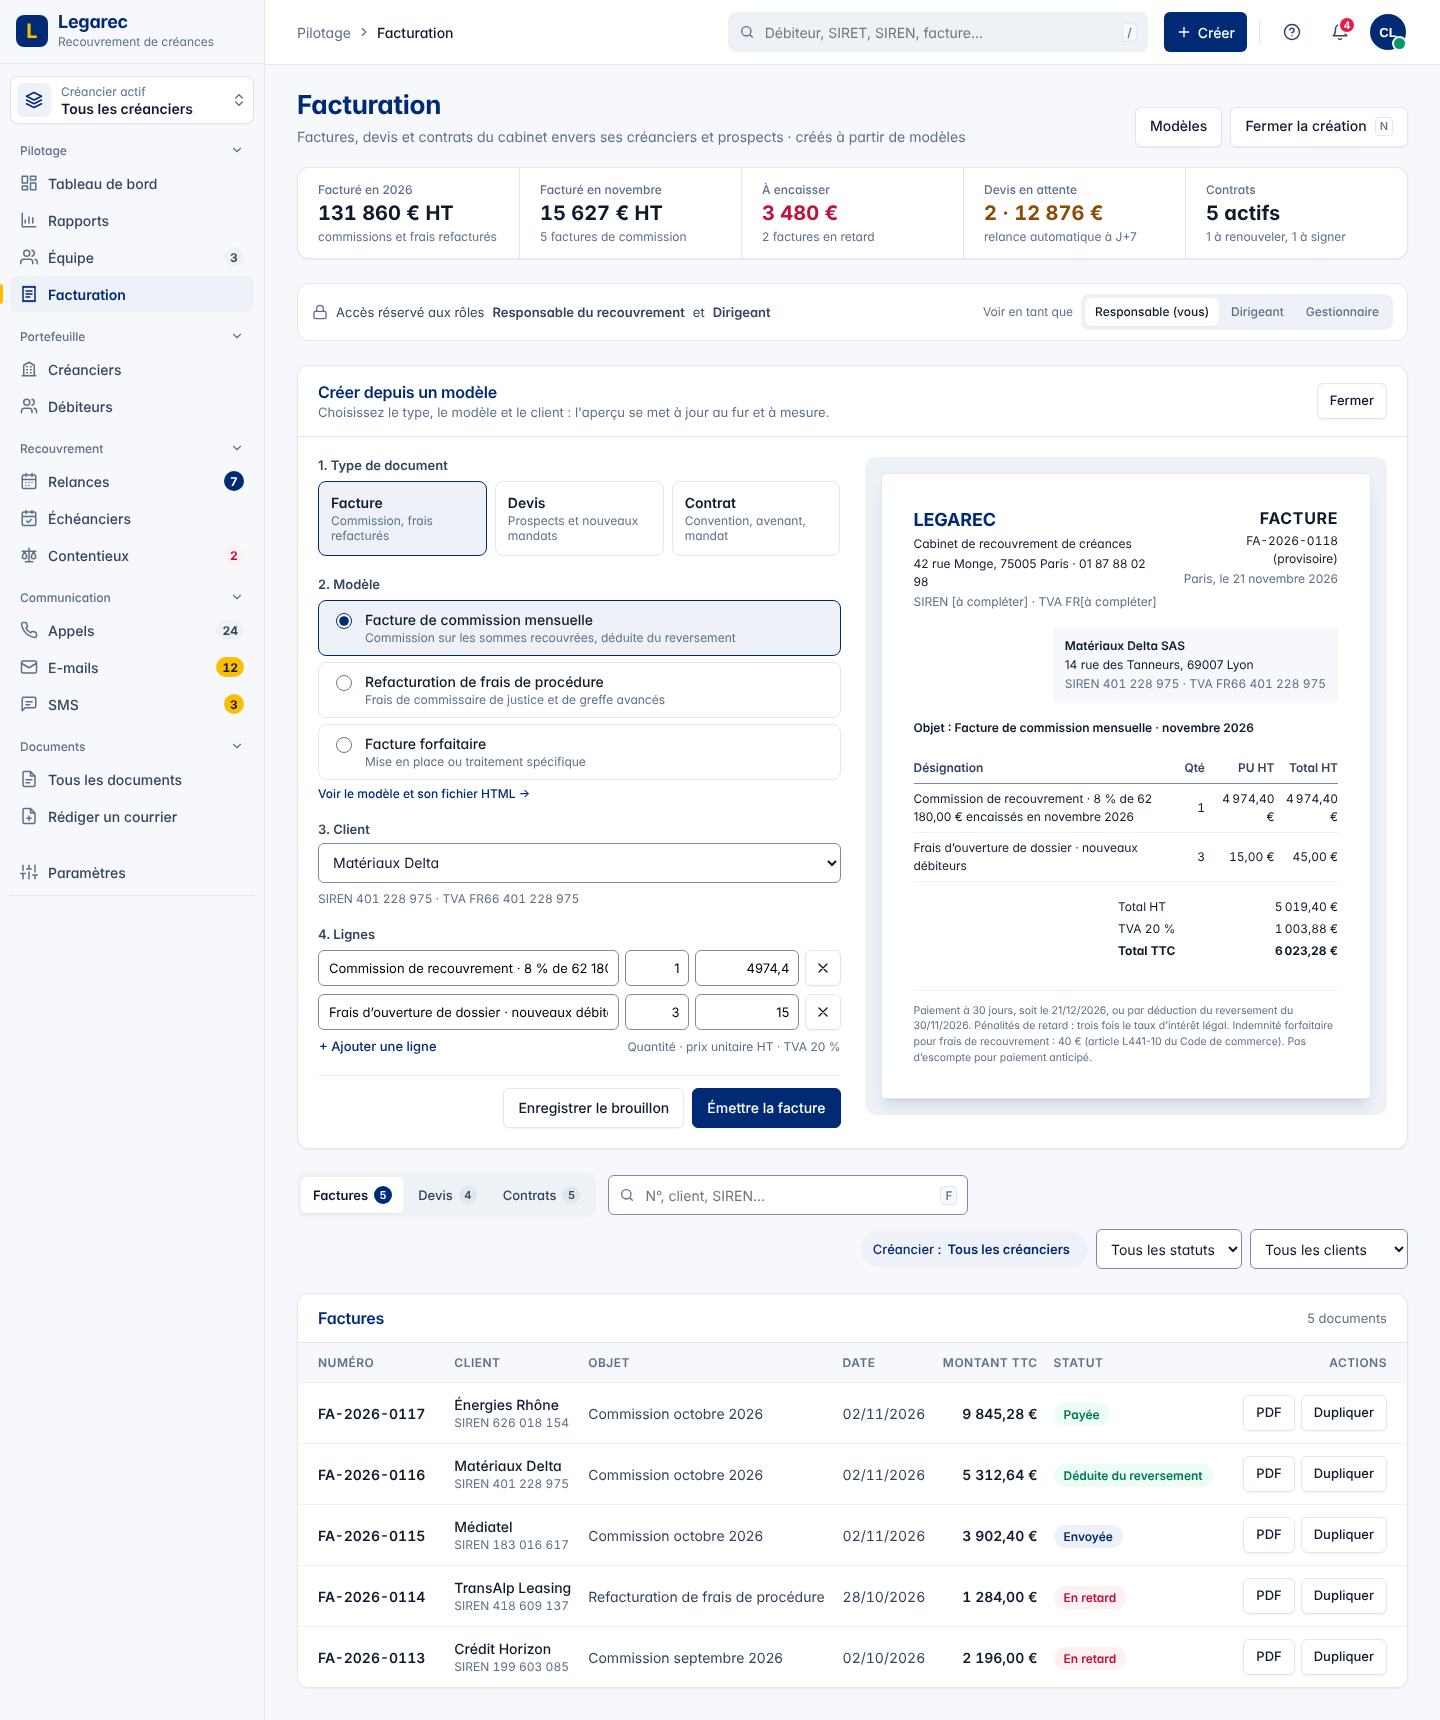 L
Legarec
Recouvrement de créances
Pilotage
Facturation
Débiteur, SIRET, SIREN, facture...
/
Créer
4
CL
Créancier actif
Tous les créanciers
Pilotage
Tableau de bord
Rapports
Équipe
3
Facturation
Portefeuille
Créanciers
Débiteurs
Recouvrement
Relances
7
Échéanciers
Contentieux
2
Communication
Appels
24
E-mails
12
SMS
3
Documents
Tous les documents
Rédiger un courrier
Paramètres
Facturation
Factures, devis et contrats du cabinet envers ses créanciers et prospects · créés à partir de modèles
Modèles
Fermer la création
N
Facturé en 2026
131 860 € HT
commissions et frais refacturés
Facturé en novembre
15 627 € HT
5 factures de commission
À encaisser
3 480 €
2 factures en retard
Devis en attente
2 · 12 876 €
relance automatique à J+7
Contrats
5 actifs
1 à renouveler, 1 à signer
Accès réservé aux rôles Responsable du recouvrement et Dirigeant
Voir en tant que
Responsable (vous)
Dirigeant
Gestionnaire
Créer depuis un modèle
Choisissez le type, le modèle et le client : l'aperçu se met à jour au fur et à mesure.
Fermer
1. Type de document
Facture
Commission, frais
refacturés
Devis
Prospects et nouveaux
mandats
Contrat
Convention, avenant,
mandat
2. Modèle
Facture de commission mensuelle
Commission sur les sommes recouvrées, déduite du reversement
Refacturation de frais de procédure
Frais de commissaire de justice et de greffe avancés
Facture forfaitaire
Mise en place ou traitement spécifique
Voir le modèle et son fichier HTML →
3. Client
Matériaux Delta
SIREN 401 228 975 · TVA FR66 401 228 975
4. Lignes
Commission de recouvrement · 8 % de 62 180
1
4974,4
Frais d’ouverture de dossier · nouveaux débite
3
15
+ Ajouter une ligne
Quantité · prix unitaire HT · TVA 20 %
Enregistrer le brouillon
Émettre la facture
LEGAREC
Cabinet de recouvrement de créances
42 rue Monge, 75005 Paris · 01 87 88 02
98
SIREN [à compléter] · TVA FR[à compléter]
FACTURE
FA-2026-0118
(provisoire)
Paris, le 21 novembre 2026
Matériaux Delta SAS
14 rue des Tanneurs, 69007 Lyon
SIREN 401 228 975 · TVA FR66 401 228 975
Objet : Facture de commission mensuelle · novembre 2026
Désignation Qté PU HT Total HT
Commission de recouvrement · 8 % de 62
180,00 € encaissés en novembre 2026
1
4 974,40
€
4 974,40
€
Frais d’ouverture de dossier · nouveaux
débiteurs
3 15,00 € 45,00 €
Total HT 5 019,40 €
TVA 20 % 1 003,88 €
Total TTC 6 023,28 €
Paiement à 30 jours, soit le 21/12/2026, ou par déduction du reversement du
30/11/2026. Pénalités de retard : trois fois le taux d’intérêt légal. Indemnité forfaitaire
pour frais de recouvrement : 40 € (article L441-10 du Code de commerce). Pas
d’escompte pour paiement anticipé.
Factures 5
Devis 4
Contrats 5
N°, client, SIREN...
F
Créancier : Tous les créanciers
Tous les statuts
Tous les clients
Factures
5 documents
NUMÉRO CLIENT OBJET DATE MONTANT TTC STATUT ACTIONS
FA-2026-0117
Énergies Rhône
SIREN 626 018 154
Commission octobre 2026 02/11/2026 9 845,28 € Payée PDF Dupliquer
FA-2026-0116
Matériaux Delta
SIREN 401 228 975
Commission octobre 2026 02/11/2026 5 312,64 € Déduite du reversement PDF Dupliquer
FA-2026-0115
Médiatel
SIREN 183 016 617
Commission octobre 2026 02/11/2026 3 902,40 € Envoyée PDF Dupliquer
FA-2026-0114
TransAlp Leasing
SIREN 418 609 137
Refacturation de frais de procédure 28/10/2026 1 284,00 € En retard PDF Dupliquer
FA-2026-0113
Crédit Horizon
SIREN 199 603 085
Commission septembre 2026 02/10/2026 2 196,00 € En retard PDF Dupliquer